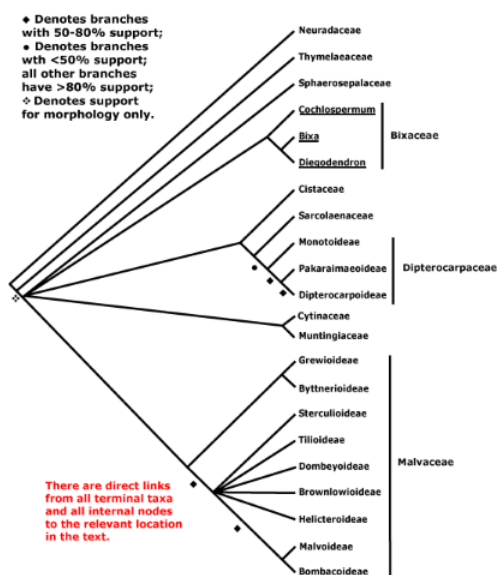 ◆ Denotes branches
with 50-80% support;
● Denotes branches
wth <50% support;
all other branches
have >80% support;
❖ Denotes support
for morphology only.
Neuradaceae
Thymelaeaceae
Sphaerosepalaceae
Cochlospermum
Bixa
Diegodendron
Bixaceae
Cistaceae
Sarcolaenaceae
Monotoideae
Pakaraimaeoideae
Dipterocarpoideae
Dipterocarpaceae
Cytinaceae
Muntingiaceae
Grewioideae
Byttnerioideae
Sterculioideae
Tilioideae
Dombeyoideae
Brownlowioideae
Helicteroideae
Malvoideae
Bombacoideae
Malvaceae
There are direct links
from all terminal taxa
and all internal nodes
to the relevant location
in the text.